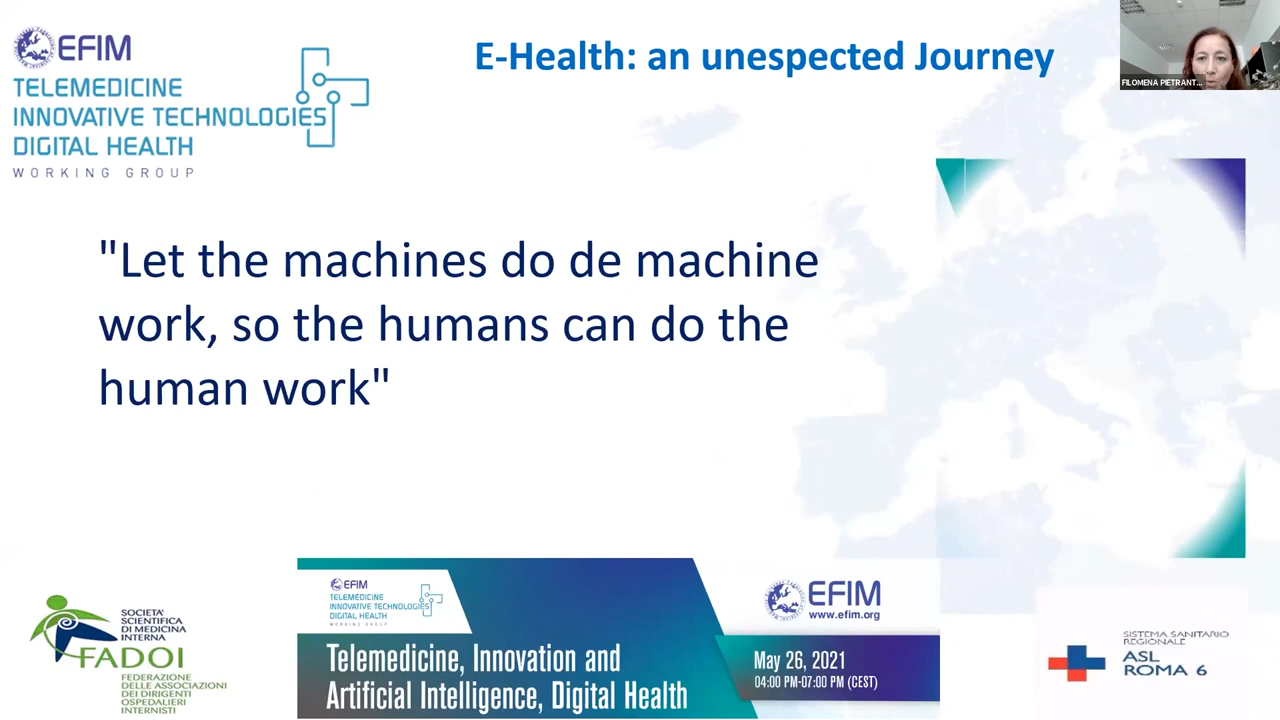 EFIM
TELEMEDICINE
INNOVATIVE TECHNOLOGIES
DIGITAL HEALTH
WORKING GROUP
E-Health: an unespected Journey
FILOMENA PIETRANT...
"Let the machines do de machine
work, so the humans can do the
human work"
SOCIETA'
SCIENTIFICA
DI MEDICINA
INTERNA
FADOI
FEDERAZIONE
DELLE ASSOCIAZIONI
DEI DIRIGENTI
OSPEDALIERI
INTERNISTI
EFIM
TELEMEDICINE
INNOVATIVE TECHNOLOGIES
DIGITAL HEALTH
WORKING GROUP
Telemedicine, Innovation and
Artificial Intelligence, Digital Health
EFIM
www.efim.org
May 26, 2021
04:00 PM-07:00 PM (CEST)
SISTEMA SANITARIO
REGIONALE
ASL
ROMA 6